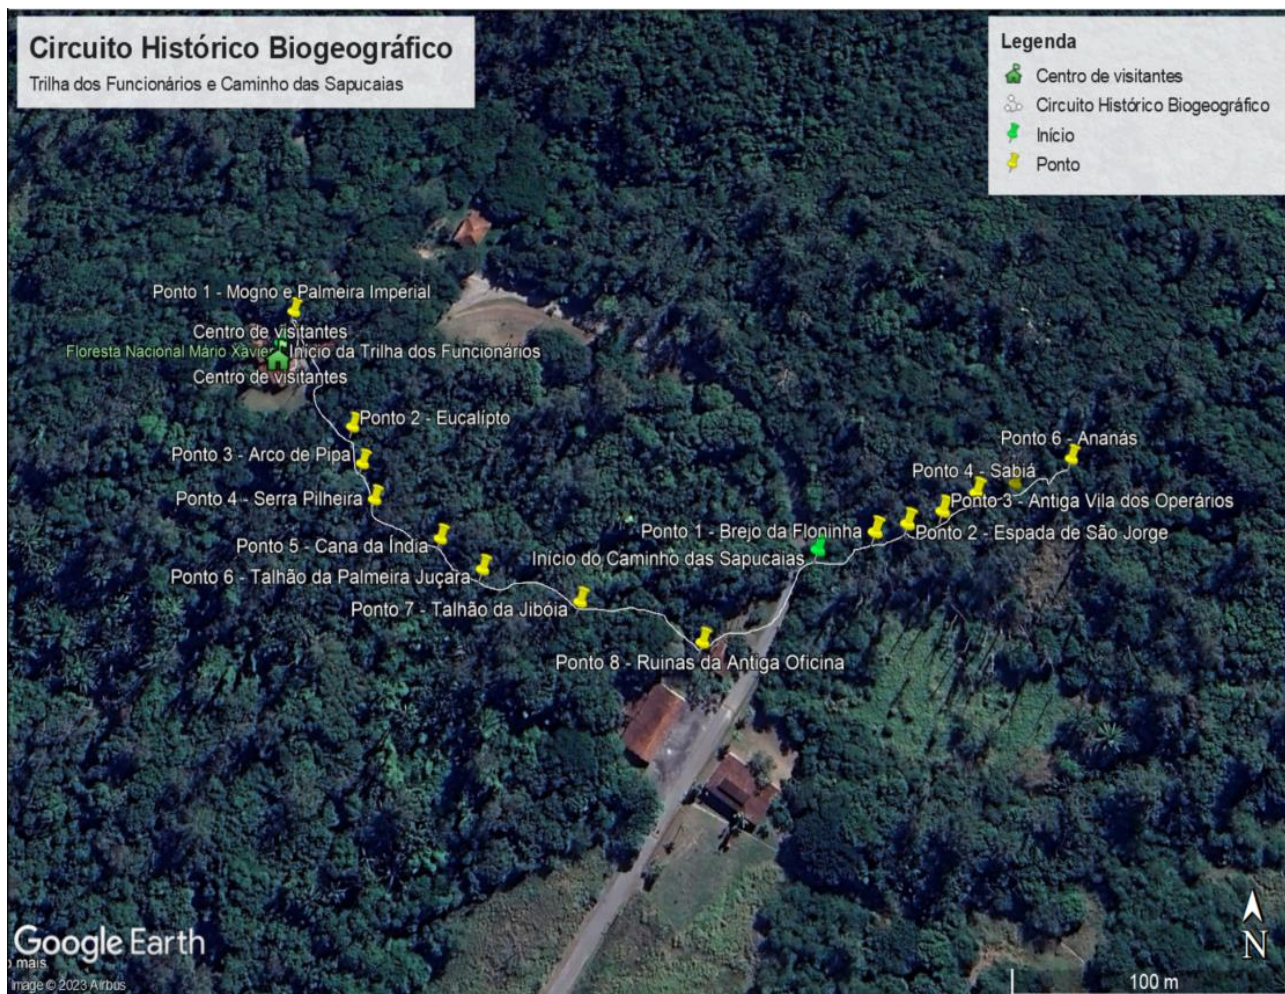 Circuito Histórico Biogeográfico
Trilha dos Funcionários e Caminho das Sapucaias
Legenda
Centro de visitantes
Circuito Histórico Biogeográfico
Início
Ponto
Ponto 1 - Mogno e Palmeira Imperial
Centro de visitantes
Floresta Nacional Mário Xavier
Início da Trilha dos Funcionários
Centro de visitantes
Ponto 2 - Eucalípto
Ponto 3 - Arco de Pipa
Ponto 4 - Serra Pilheira
Ponto 5 - Cana da Índia
Ponto 6 - Talhão da Palmeira Juçara
Ponto 7 - Talhão da Jibóia
Ponto 8 - Ruinas da Antiga Oficina
Ponto 6 - Ananás
Ponto 4 - Sabiá
Ponto 3 - Antiga Vila dos Operários
Ponto 1 - Brejo da Floninha
Ponto 2 - Espada de São Jorge
Início do Caminho das Sapucaias
Google Earth
mais
Image © 2023 Airbus
N
100 m